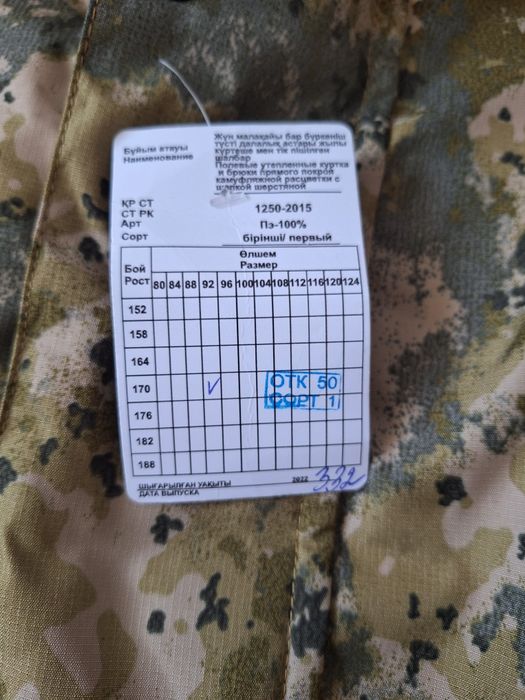 Бұйым атауы
Наименование
Жүн малақайы бар бүркеніш
түсті далалық астары жылы
күртеше мен тік пішілген
шалбар
Полевые утепленные куртка
и брюки прямого покроя
камуфляжной расцветки с
шапкой шерстяной
ҚР СТ
СТ РК 1250-2015
Арт Пэ-100%
Сорт бірінші/ первый
Бой
Рост
Өлшем
Размер
80 84 88 92 96 100 104 108 112 116 120 124
152
158
164
170
176
182
188
ОТК 50
СОРТ 1
ШЫҒАРЫЛҒАН УАҚЫТЫ
ДАТА ВЫПУСКА
2022
332